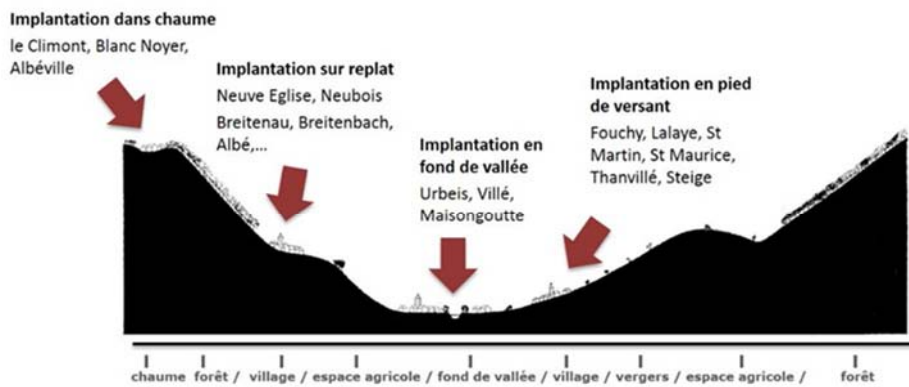 Implantation dans chaume
le Climont, Blanc Noyer,
Albéville
Implantation sur replat
Neuve Eglise, Neubois
Breitenau, Breitenbach,
Albé,...
Implantation en
fond de vallée
Urbeis, Villé,
Maisongoutte
Implantation en pied
de versant
Fouchy, Lalaye, St
Martin, St Maurice,
Thanvillé, Steige
chaume forêt / village / espace agricole / fond de vallée / village / vergers / espace agricole / forêt